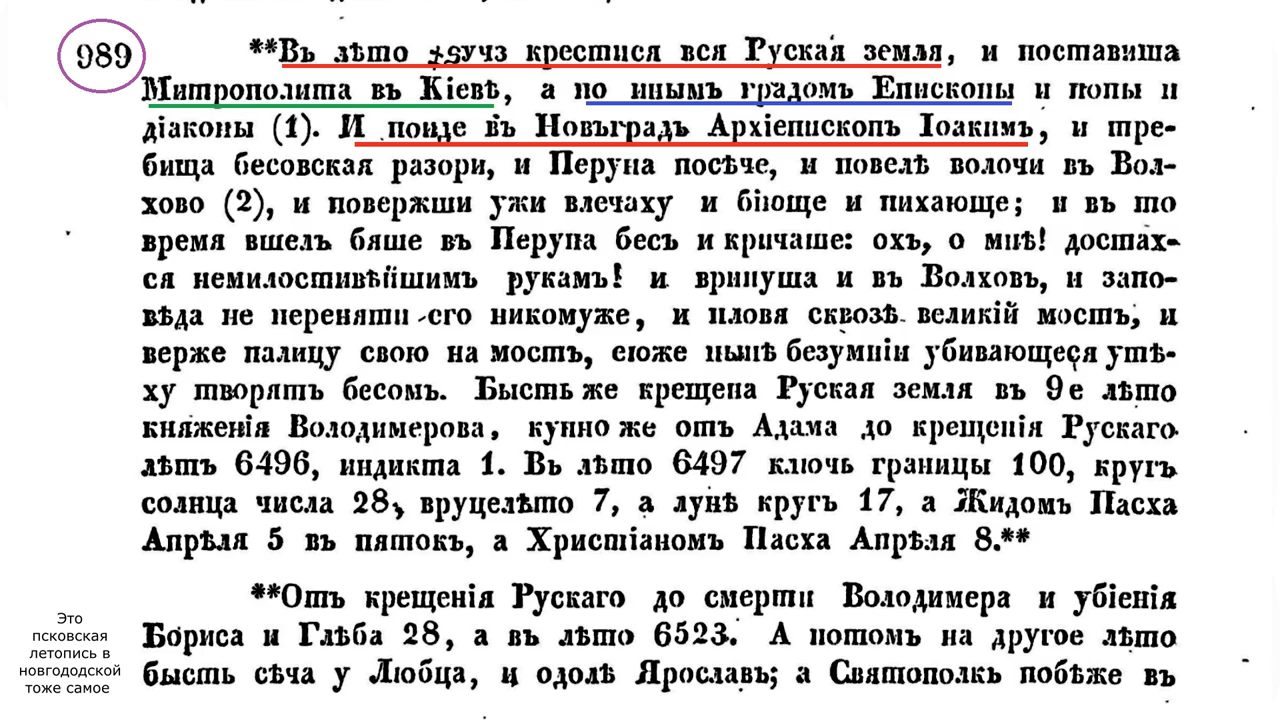 989
**Въ лѣто ҂ѕучз крестися вся Руская земля, и поставиша
Митрополита въ Кіевѣ, а по инымъ градомъ Епископы и попы и
діаконы (1). И поиде въ Новъградъ Архіепископъ Іоакимъ, и тре-
бища бесовская разори, и Перуна посѣче, и повелѣ волочи въ Вол-
хово (2), и повержши ужи влечаху и біюще и пихающе; и въ то
время вшелъ бяше въ Перуна бесъ и кричаше: охъ, о мнѣ! достах-
ся немилостивѣйшимъ рукамъ! и вринуша и въ Волховъ, и запо-
вѣда не переняти его никомуже, и пловя сквозѣ великій мостъ, и
верже палицу свою на мостъ, еюже нынѣ безумніи убивающеся утѣ-
ху творятъ бесом. Бысть же крещена Руская земля въ 9е лѣто
княженія Володимерова, купно же отъ Адама до крещенія Рускаго
лѣтъ 6496, индикта 1. Въ лѣто 6497 ключь границы 100, кругъ
солнца числа 28, вруцелѣто 7, а лунѣ кругъ 17, а Жидомъ Пасха
Апрѣля 5 въ пятокъ, а Христіаномъ Пасха Апрѣля 8.**
**Отъ крещенія Рускаго до смерти Володимера и убіенія
Бориса и Глѣба 28, а въ лѣто 6523. А потомъ на другое лѣто
бысть сѣча у Любца, и одолѣ Ярославъ; а Святополкъ побѣже въ
Это
псковская
летопись в
новгододской
тоже самое